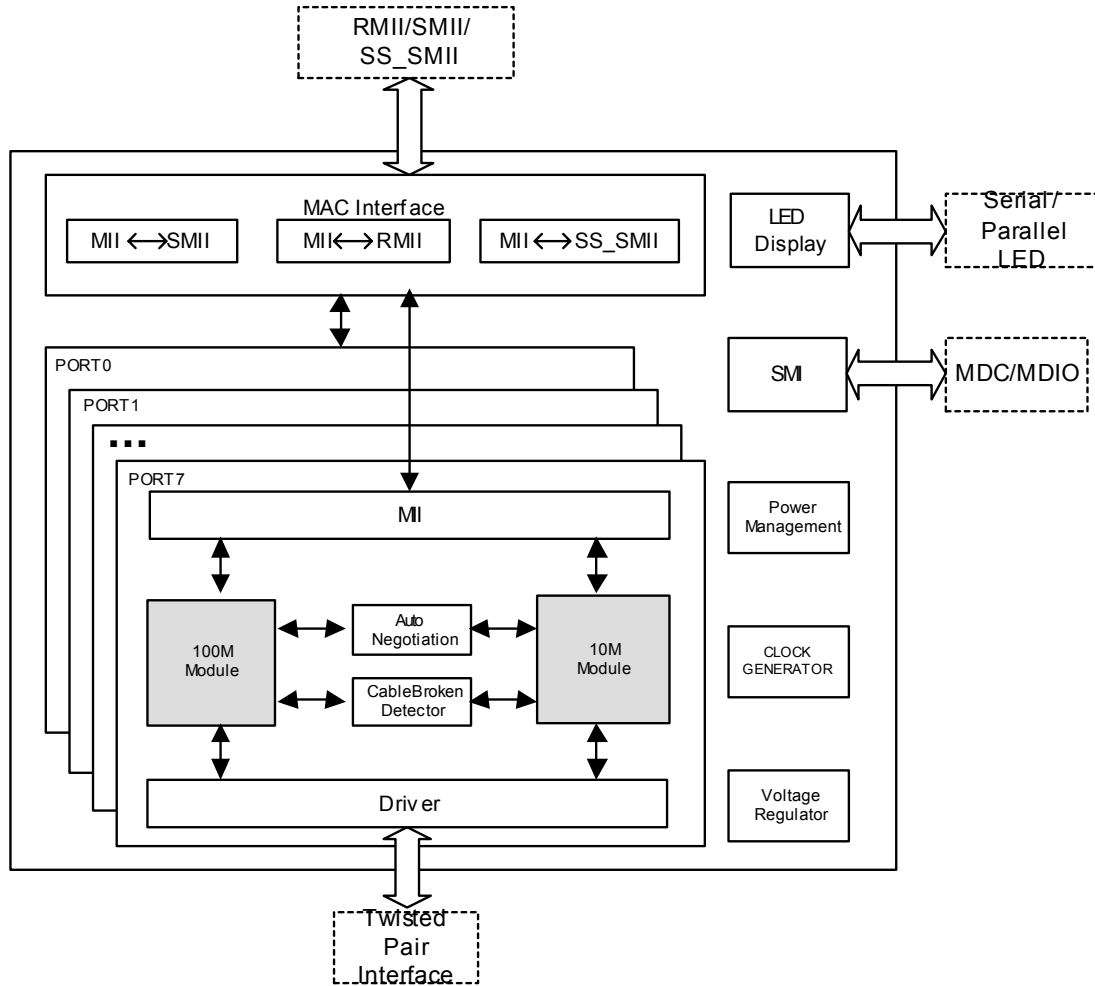 RMII/SMII/
SS_SMII
MAC Interface
MII ↔ SMII
MII ↔ RMII
MII ↔ SS_SMII
LED
Display
Serial/
Parallel
LED
PORT0
SMI
MDC/MDIO
PORT1
...
PORT7
MII
Power
Management
100M
Module
Auto
Negotiation
10M
Module
CLOCK
GENERATOR
CableBroken
Detector
Driver
Voltage
Regulator
Twisted
Pair
Interface